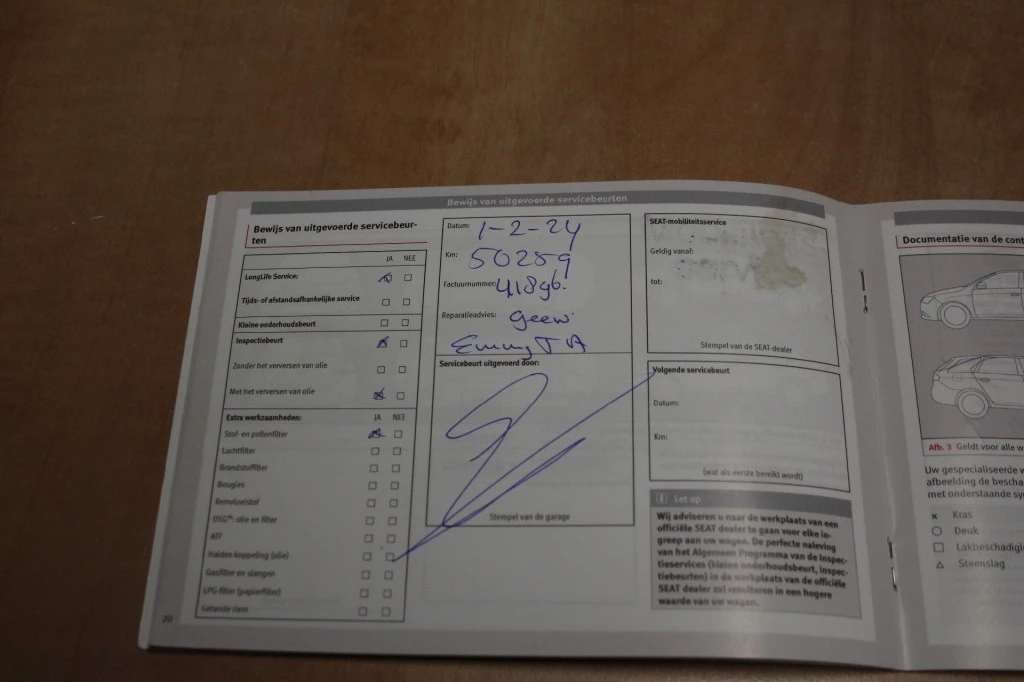 Bewijs van uitgevoerde servicebeurten
Bewijs van uitgevoerde servicebeur-
ten
JA NEE
LongLife Service:
Tijds- of afstandsafhankelijke service
Kleine onderhoudsbeurt
Inspectiebeurt
Zonder het verversen van olie
Met het verversen van olie
Extra werkzaamheden: JA NEE
Stof- en pollenfilter
Luchtfilter
Brandstoffilter
Bougies
Remvloeistof
DSG®: olie en filter
ATF
Haldex-koppeling (olie)
Gasfilter en slangen
LPG-filter (papierfilter)
Getande riem
20
Datum: 1-2-24
Km: 50259
Factuurnummer: 41896.
Reparatieadvies: geen
Servicebeurt uitgevoerd door:
Stempel van de garage
SEAT-mobiliteitsservice
Geldig vanaf:
tot:
Stempel van de SEAT-dealer
Volgende servicebeurt
Datum:
Km:
(wat als eerste bereikt wordt)
i Let op
Wij adviseren u naar de werkplaats van een
officiële SEAT dealer te gaan voor elke in-
greep aan uw wagen. De perfecte naleving
van het Algemeen Programma van de Inspec-
tieservices (kleine onderhoudsbeurt, inspec-
tiebeurten) in de werkplaats van de officiële
SEAT dealer zal resulteren in een hogere
waarde van uw wagen.
Documentatie van de cont
Afb. 3 Geldt voor alle w
Uw gespecialiseerde
afbeelding de bescha
met onderstaande sy
× Kras
○ Deuk
□ Lakbeschadigin
△ Steenslag